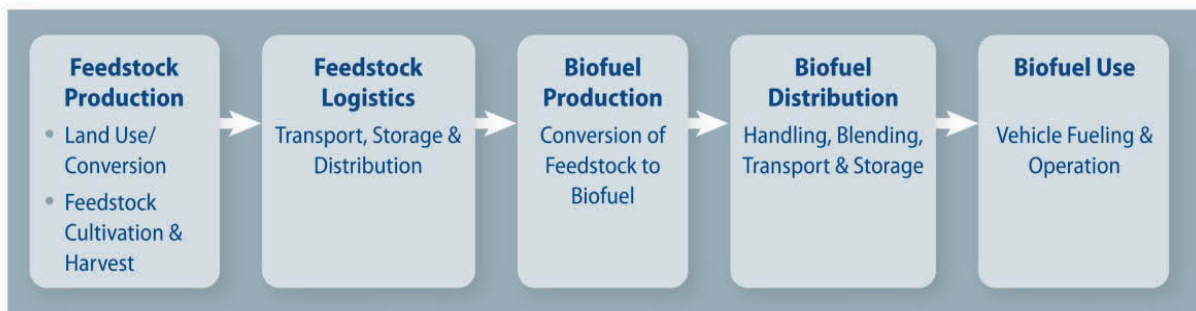 Feedstock
Production
• Land Use/
Conversion
• Feedstock
Cultivation &
Harvest
Feedstock
Logistics
Transport, Storage &
Distribution
Biofuel
Production
Conversion of
Feedstock to
Biofuel
Biofuel
Distribution
Handling, Blending,
Transport & Storage
Biofuel Use
Vehicle Fueling &
Operation